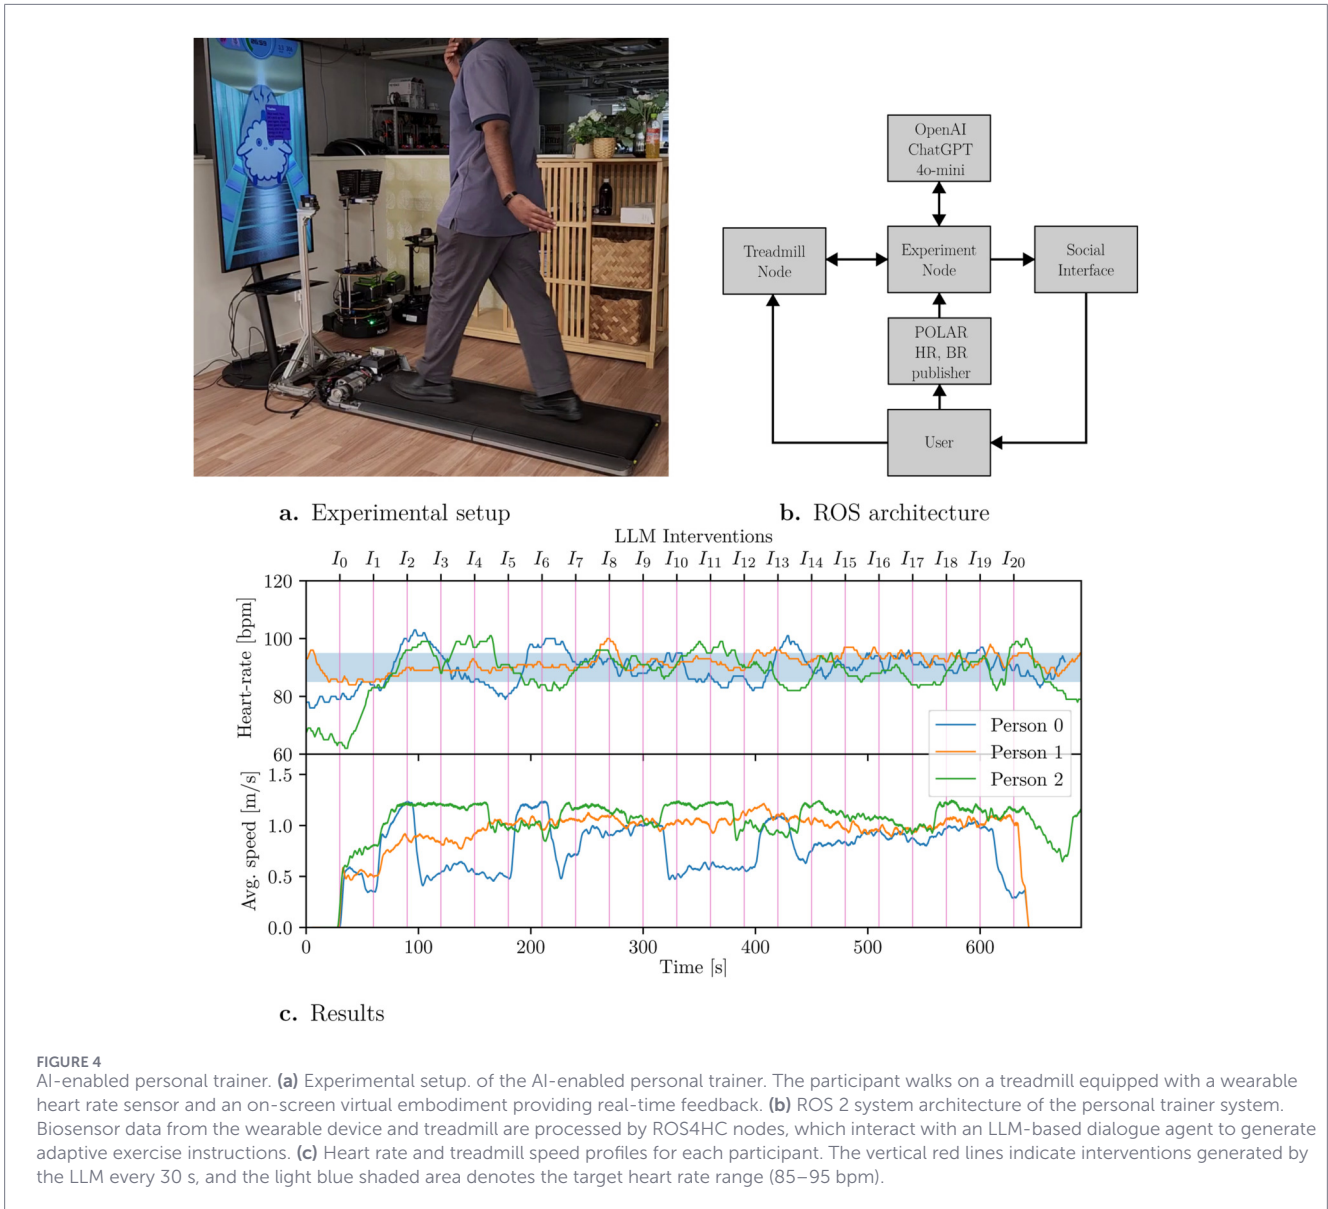 OpenAI
ChatGPT
4o-mini
Treadmill
Node
Experiment
Node
Social
Interface
POLAR
HR, BR
publisher
User
a. Experimental setup
b. ROS architecture
LLM Interventions
I0 I1 I2 I3 I4 I5 I6 I7 I8 I9 I10 I11 I12 I13 I14 I15 I16 I17 I18 I19 I20
Heart-rate [bpm]
120
100
80
60
Person 0
Person 1
Person 2
Avg. speed [m/s]
1.5
1.0
0.5
0.0
0 100 200 300 400 500 600
Time [s]
c. Results
FIGURE 4
AI-enabled personal trainer. (a) Experimental setup. of the AI-enabled personal trainer. The participant walks on a treadmill equipped with a wearable
heart rate sensor and an on-screen virtual embodiment providing real-time feedback. (b) ROS 2 system architecture of the personal trainer system.
Biosensor data from the wearable device and treadmill are processed by ROS4HC nodes, which interact with an LLM-based dialogue agent to generate
adaptive exercise instructions. (c) Heart rate and treadmill speed profiles for each participant. The vertical red lines indicate interventions generated by
the LLM every 30 s, and the light blue shaded area denotes the target heart rate range (85–95 bpm).